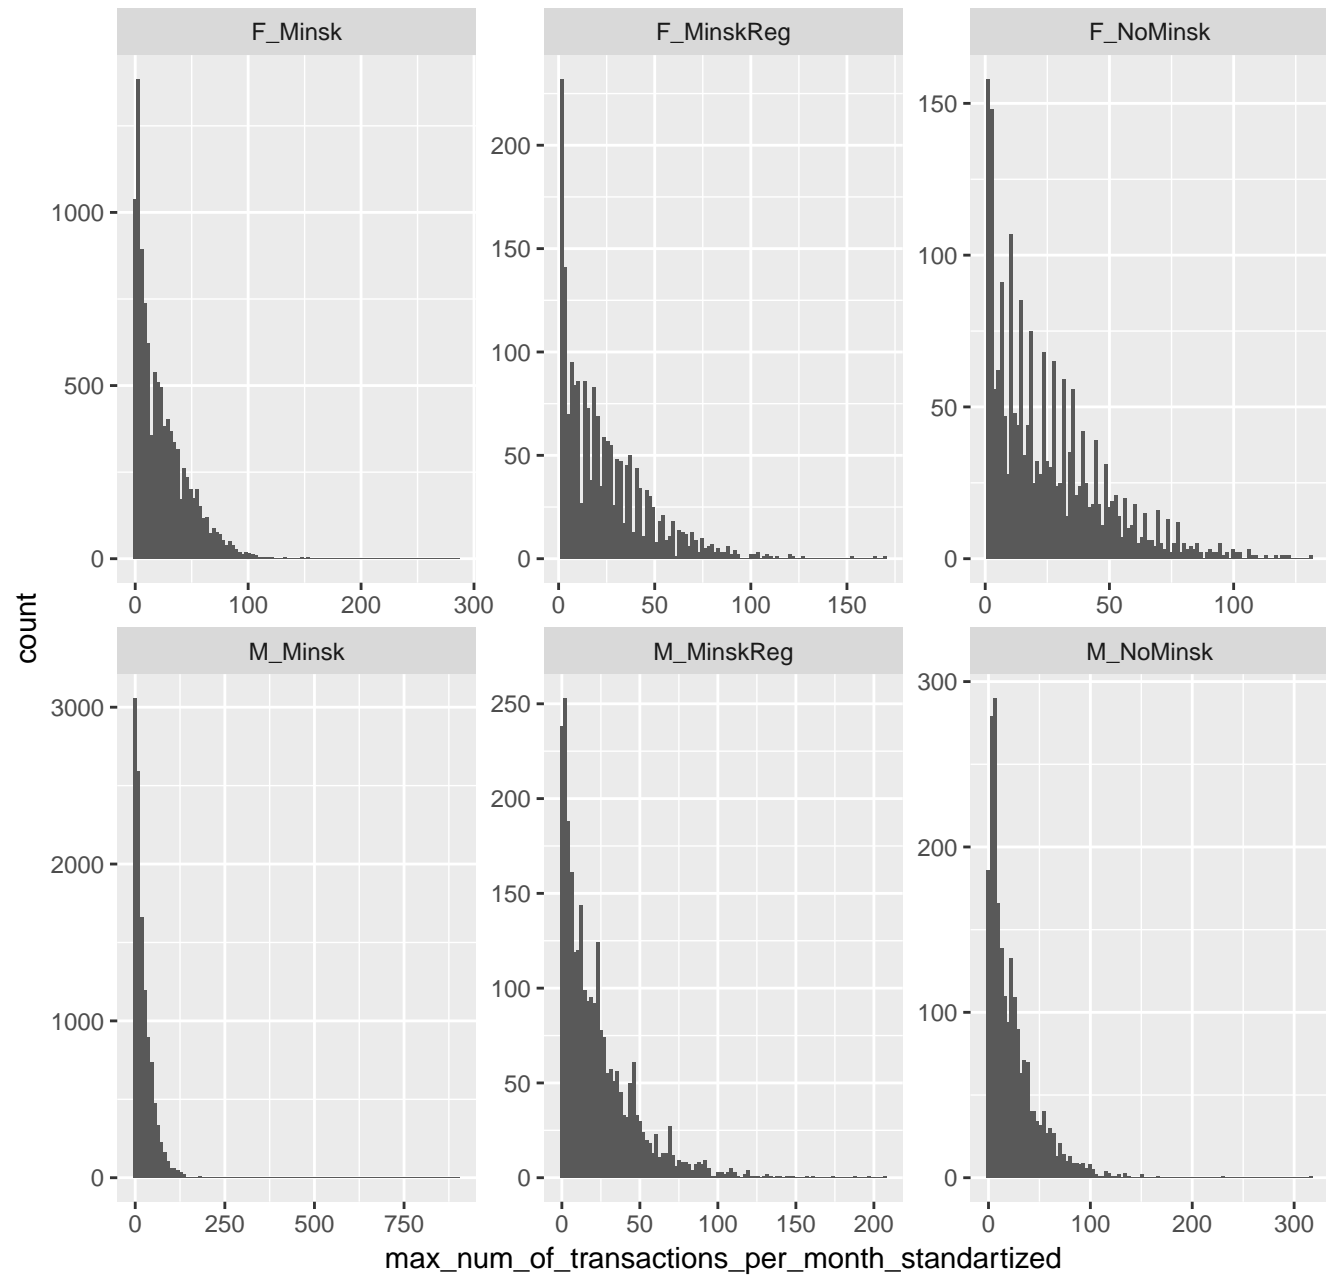 F_Minsk
F_MinskReg
F_NoMinsk
1000
500
0
0 100 200 300
200
150
100
50
0
0 50 100 150
150
100
50
0
0 50 100
count
M_Minsk
M_MinskReg
M_NoMinsk
3000
2000
1000
0
0 250 500 750
250
200
150
100
50
0
0 50 100 150 200
300
200
100
0
0 100 200 300
max_num_of_transactions_per_month_standartized